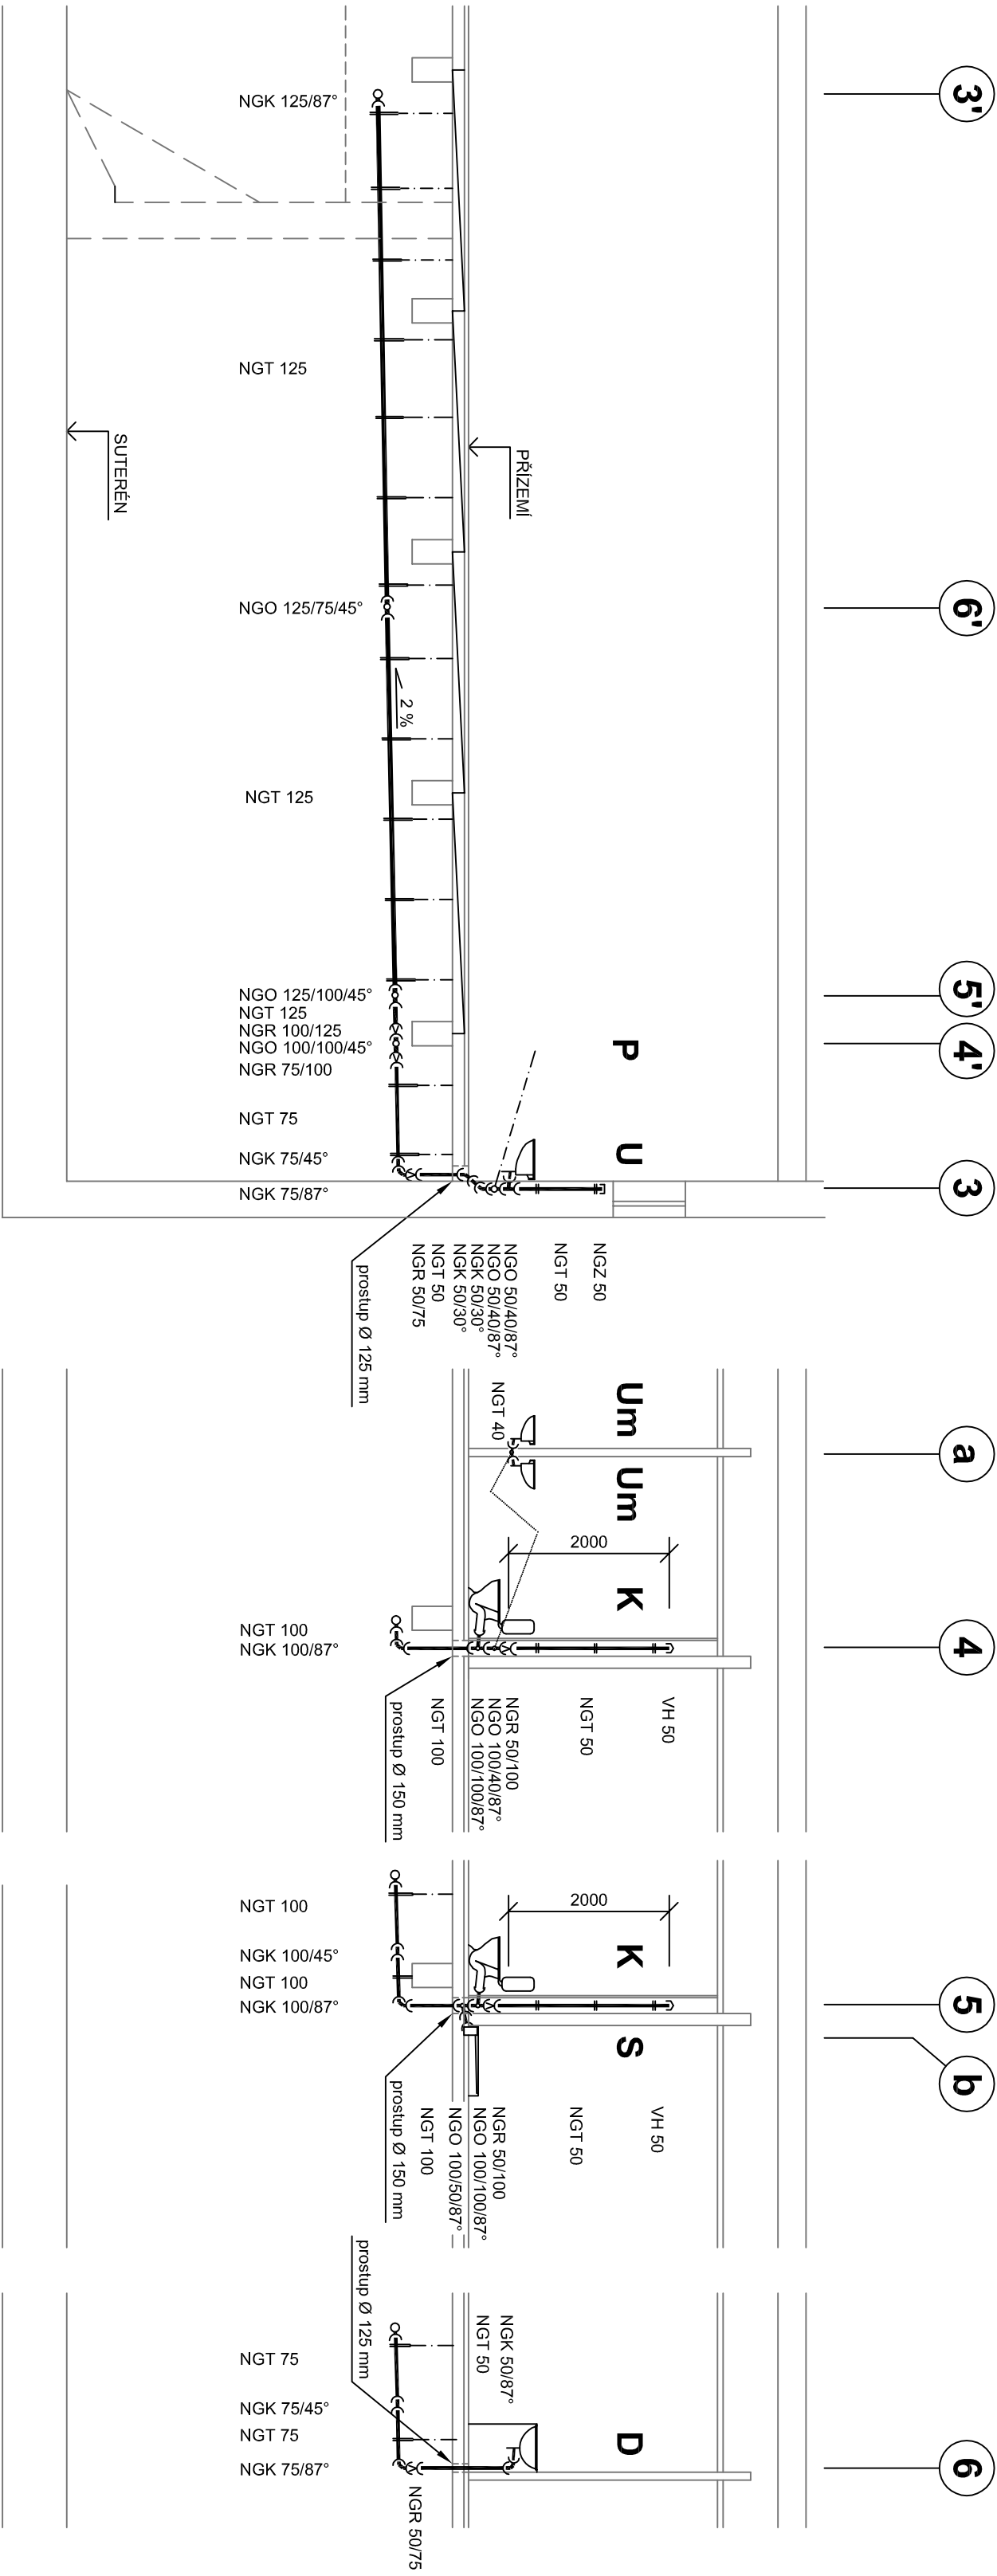 3'
6'
5'
4'
3
a
4
5
b
6
P
U
Um
Um
K
K
S
D
NGK 125/87°
NGT 125
NGO 125/75/45°
NGT 125
NGO 125/100/45°
NGT 125
NGR 100/125
NGO 100/100/45°
NGR 75/100
NGT 75
NGK 75/45°
NGK 75/87°
SUTERÉN
PŘÍZEMÍ
2 %
NGZ 50
NGT 50
NGO 50/40/87°
NGO 50/40/87°
NGK 50/30°
NGK 50/30°
NGT 50
NGR 50/75
prostup Ø 125 mm
NGT 40
2000
NGT 100
NGK 100/87°
VH 50
NGT 50
NGR 50/100
NGO 100/40/87°
NGO 100/100/87°
NGT 100
prostup Ø 150 mm
2000
NGT 100
NGK 100/45°
NGT 100
NGK 100/87°
VH 50
NGT 50
NGR 50/100
NGO 100/100/87°
NGO 100/50/87°
NGT 100
prostup Ø 150 mm
prostup Ø 125 mm
NGK 50/87°
NGT 50
NGT 75
NGK 75/45°
NGT 75
NGK 75/87°
NGR 50/75